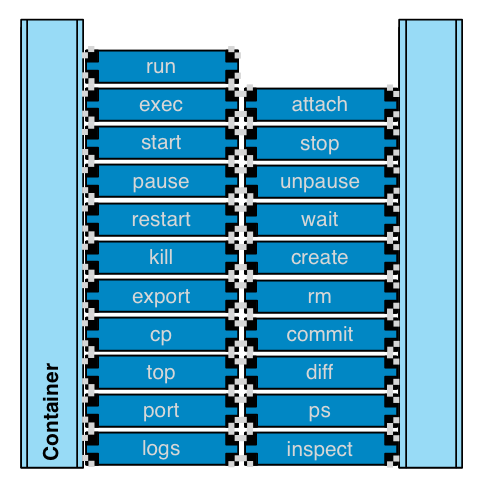 run
exec
attach
start
stop
pause
unpause
restart
wait
kill
create
export
rm
cp
commit
top
diff
port
ps
logs
inspect
Container